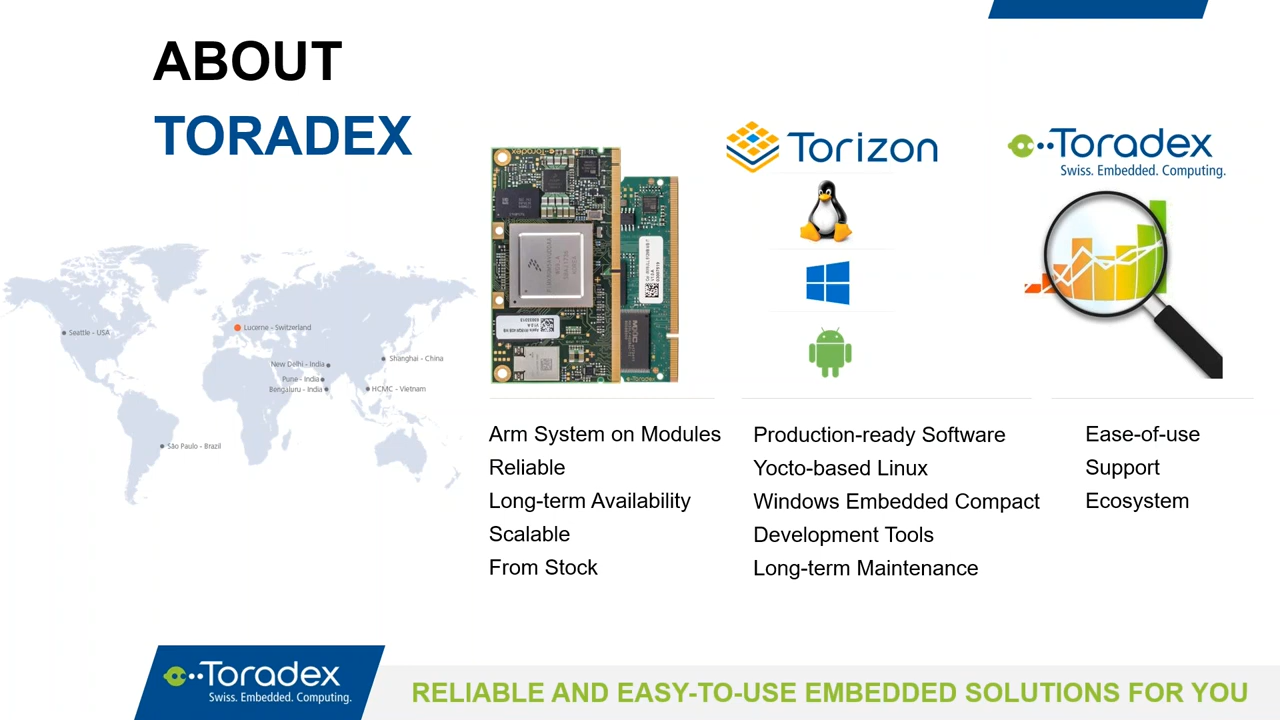 ABOUT
TORADEX
Torizon
Toradex
Swiss. Embedded. Computing.
Seattle - USA
Lucerne - Switzerland
New Delhi - India
Pune - India
Bengaluru - India
Shanghai - China
HCMC - Vietnam
São Paulo - Brazil
Arm System on Modules
Reliable
Long-term Availability
Scalable
From Stock
Production-ready Software
Yocto-based Linux
Windows Embedded Compact
Development Tools
Long-term Maintenance
Ease-of-use
Support
Ecosystem
Toradex
Swiss. Embedded. Computing.
RELIABLE AND EASY-TO-USE EMBEDDED SOLUTIONS FOR YOU